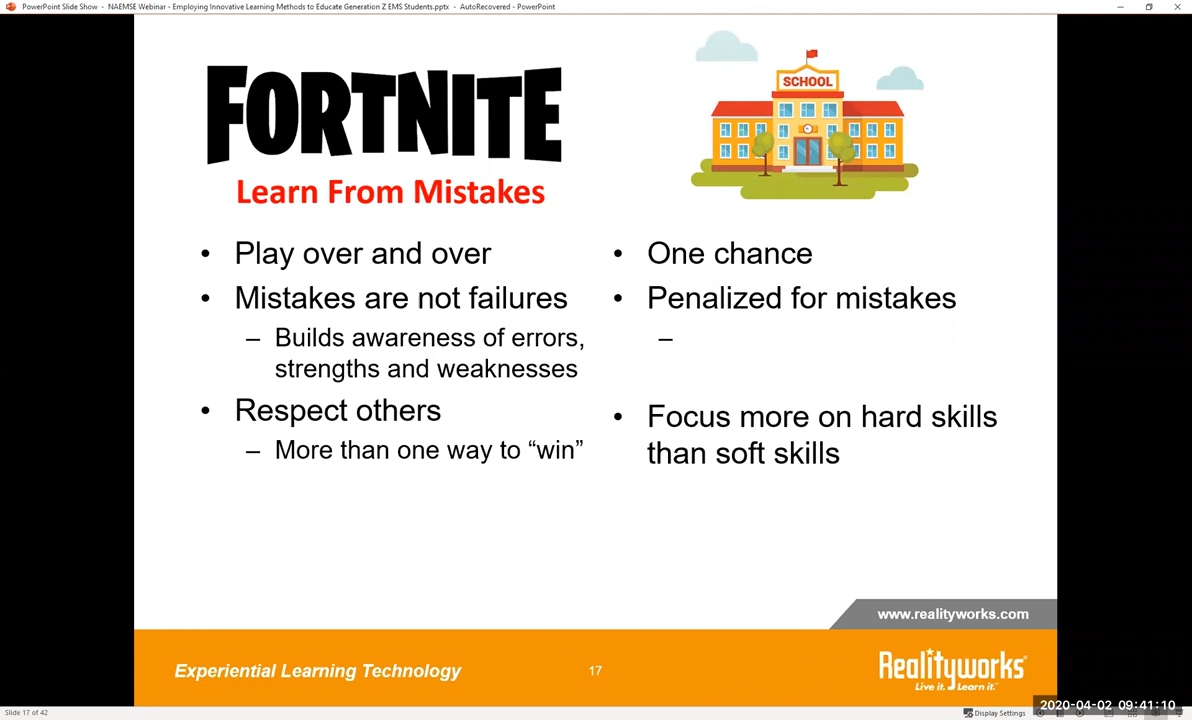 PowerPoint Slide Show - NAEMSE Webinar - Employing Innovative Learning Methods to Educate Generation Z EMS Students.pptx - AutoRecovered - PowerPoint
FORTNITE
Learn From Mistakes
SCHOOL
• Play over and over
• Mistakes are not failures
– Builds awareness of errors,
strengths and weaknesses
• Respect others
– More than one way to “win”
• One chance
• Penalized for mistakes
–
• Focus more on hard skills
than soft skills
www.realityworks.com
Experiential Learning Technology
17
Realityworks®
Live it. Learn it.™
2020-04-02 09:41:10
Slide 17 of 42
Display Settings